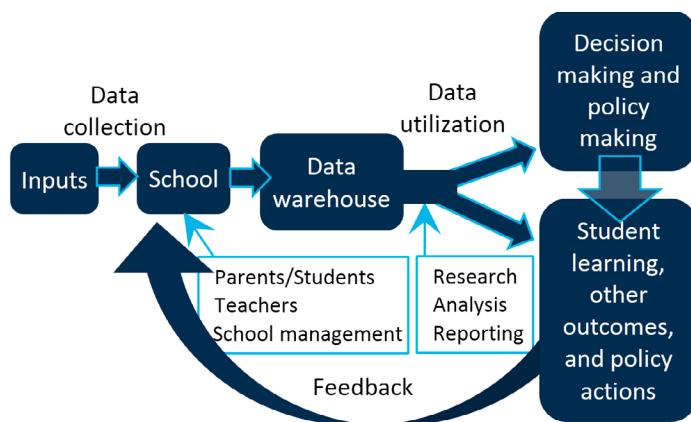 Data
collection
Inputs
School
Data
warehouse
Data
utilization
Decision
making and
policy
making
Student
learning,
other
outcomes,
and policy
actions
Parents/Students
Teachers
School management
Research
Analysis
Reporting
Feedback